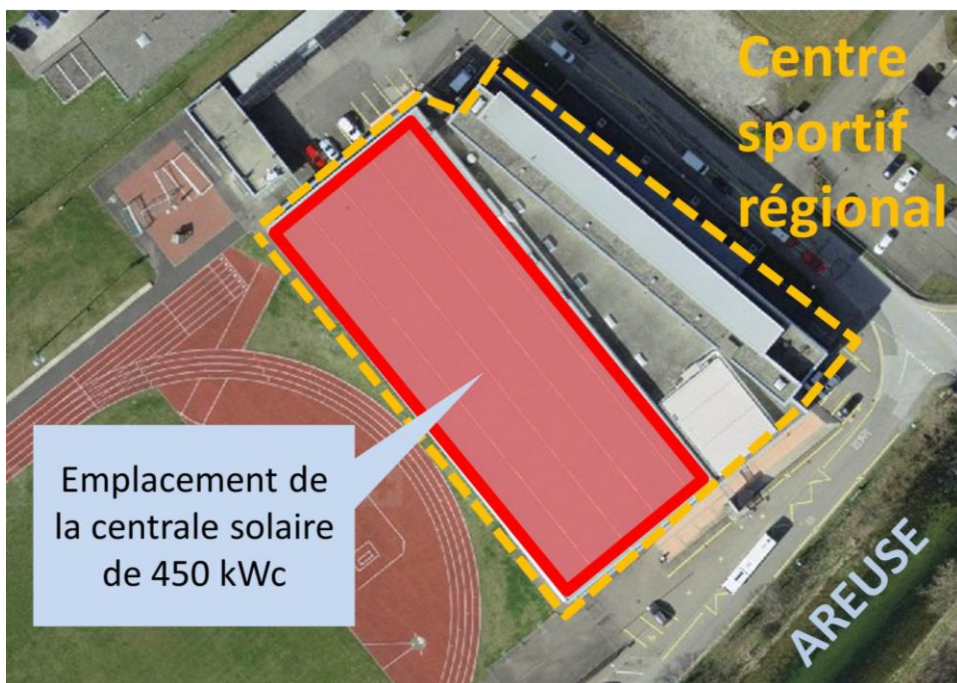 Centre
sportif
régional
Emplacement de
la centrale solaire
de 450 kWc
AREUSE